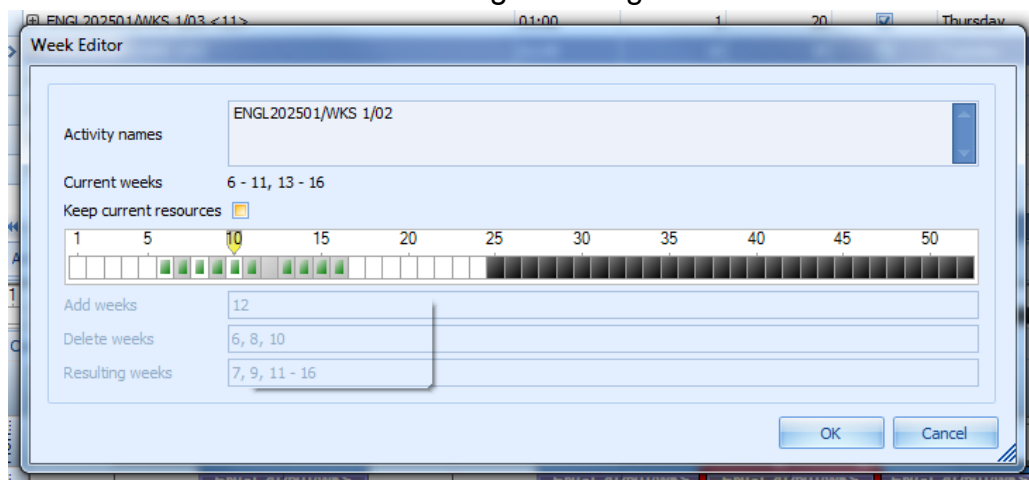 ENGL202501/WKS 1/03 <11> 01:00 1 20 Thursday
Week Editor
Activity names ENGL202501/WKS 1/02
Current weeks 6 - 11, 13 - 16
Keep current resources
1 5 10 15 20 25 30 35 40 45 50
Add weeks 12
Delete weeks 6, 8, 10
Resulting weeks 7, 9, 11 - 16
OK Cancel